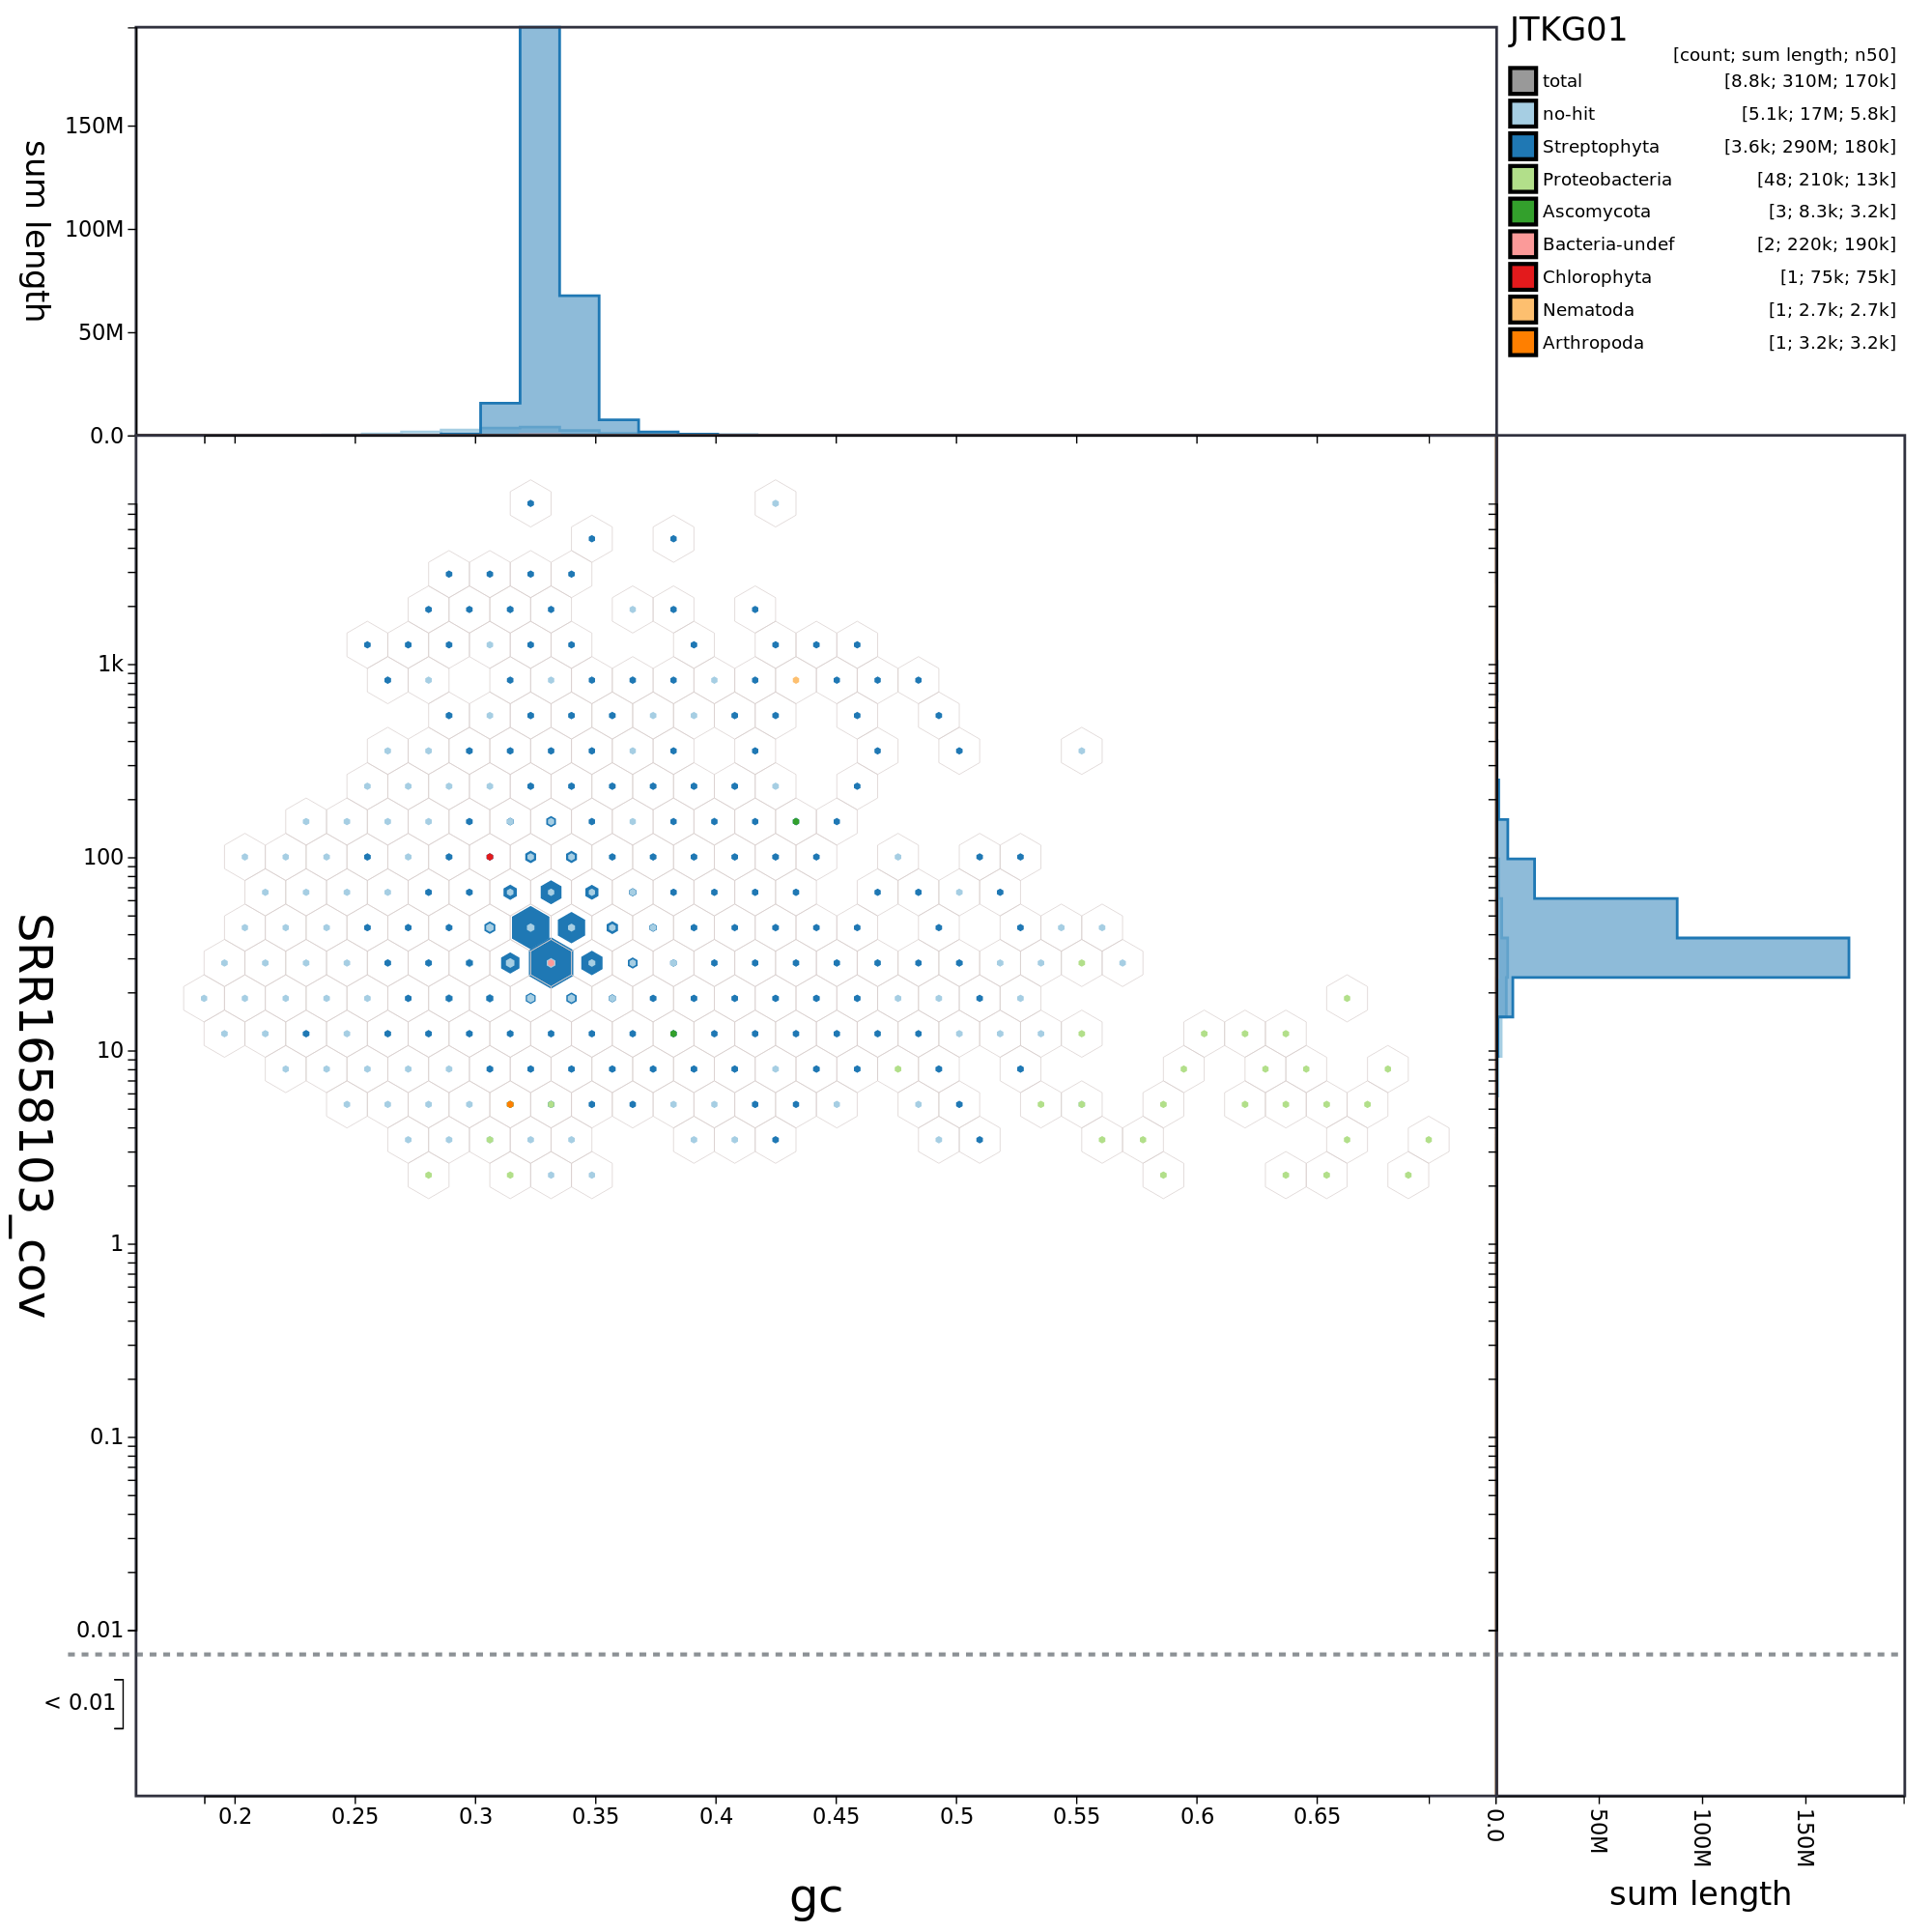 JTKG01
[count; sum length; n50]
total [8.8k; 310M; 170k]
no-hit [5.1k; 17M; 5.8k]
Streptophyta [3.6k; 290M; 180k]
Proteobacteria [48; 210k; 13k]
Ascomycota [3; 8.3k; 3.2k]
Bacteria-undef [2; 220k; 190k]
Chlorophyta [1; 75k; 75k]
Nematoda [1; 2.7k; 2.7k]
Arthropoda [1; 3.2k; 3.2k]
sum length
150M
100M
50M
0.0
SRR1658103_cov
1k
100
10
1
0.1
0.01
< 0.01
0.2 0.25 0.3 0.35 0.4 0.45 0.5 0.55 0.6 0.65
gc
0.0 50M 100M 150M
sum length